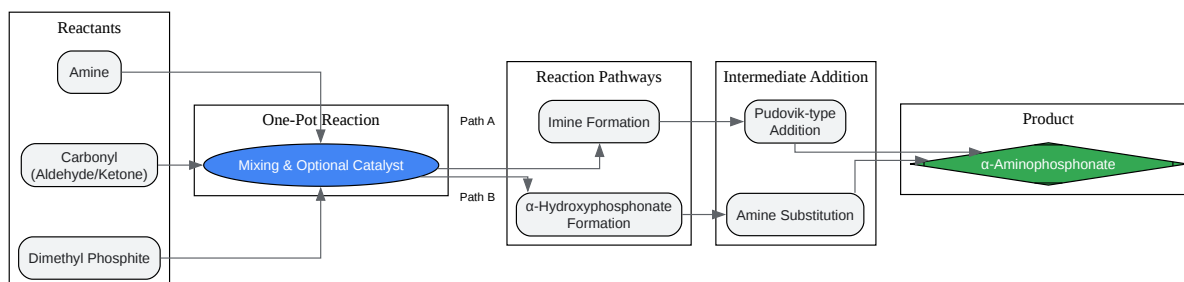 Reactants
Amine
Carbonyl
(Aldehyde/Ketone)
Dimethyl Phosphite
One-Pot Reaction
Mixing & Optional Catalyst
Path A
Path B
Reaction Pathways
Imine Formation
α-Hydroxyphosphonate
Formation
Intermediate Addition
Pudovik-type
Addition
Amine Substitution
Product
α-Aminophosphonate